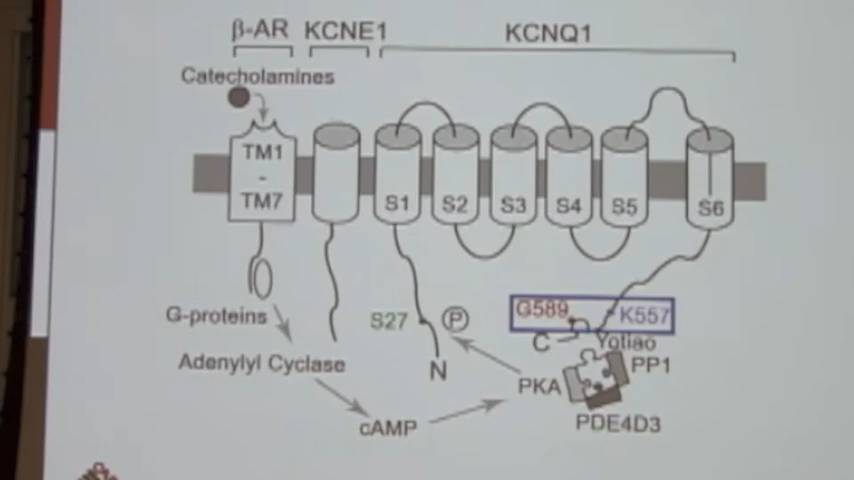 β-AR KCNE1 KCNQ1
Catecholamines
TM1
-
TM7
S1 S2 S3 S4 S5 S6
G-proteins
S27 P
G589 K557
C Yotiao
Adenylyl Cyclase
N
PKA PP1
cAMP
PDE4D3